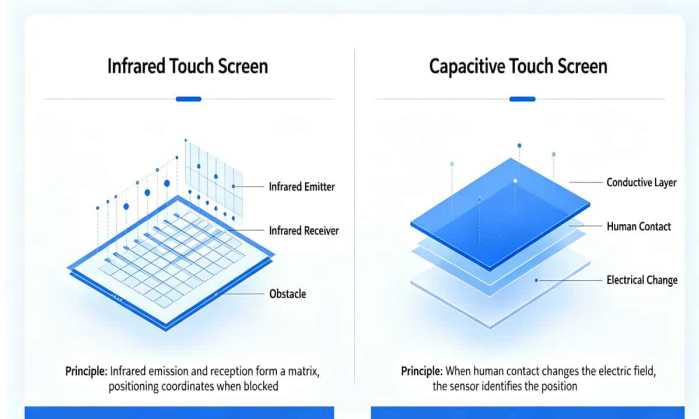 Infrared Touch Screen
Infrared Emitter
Infrared Receiver
Obstacle
Principle: Infrared emission and reception form a matrix,
positioning coordinates when blocked
Capacitive Touch Screen
Conductive Layer
Human Contact
Electrical Change
Principle: When human contact changes the electric field,
the sensor identifies the position